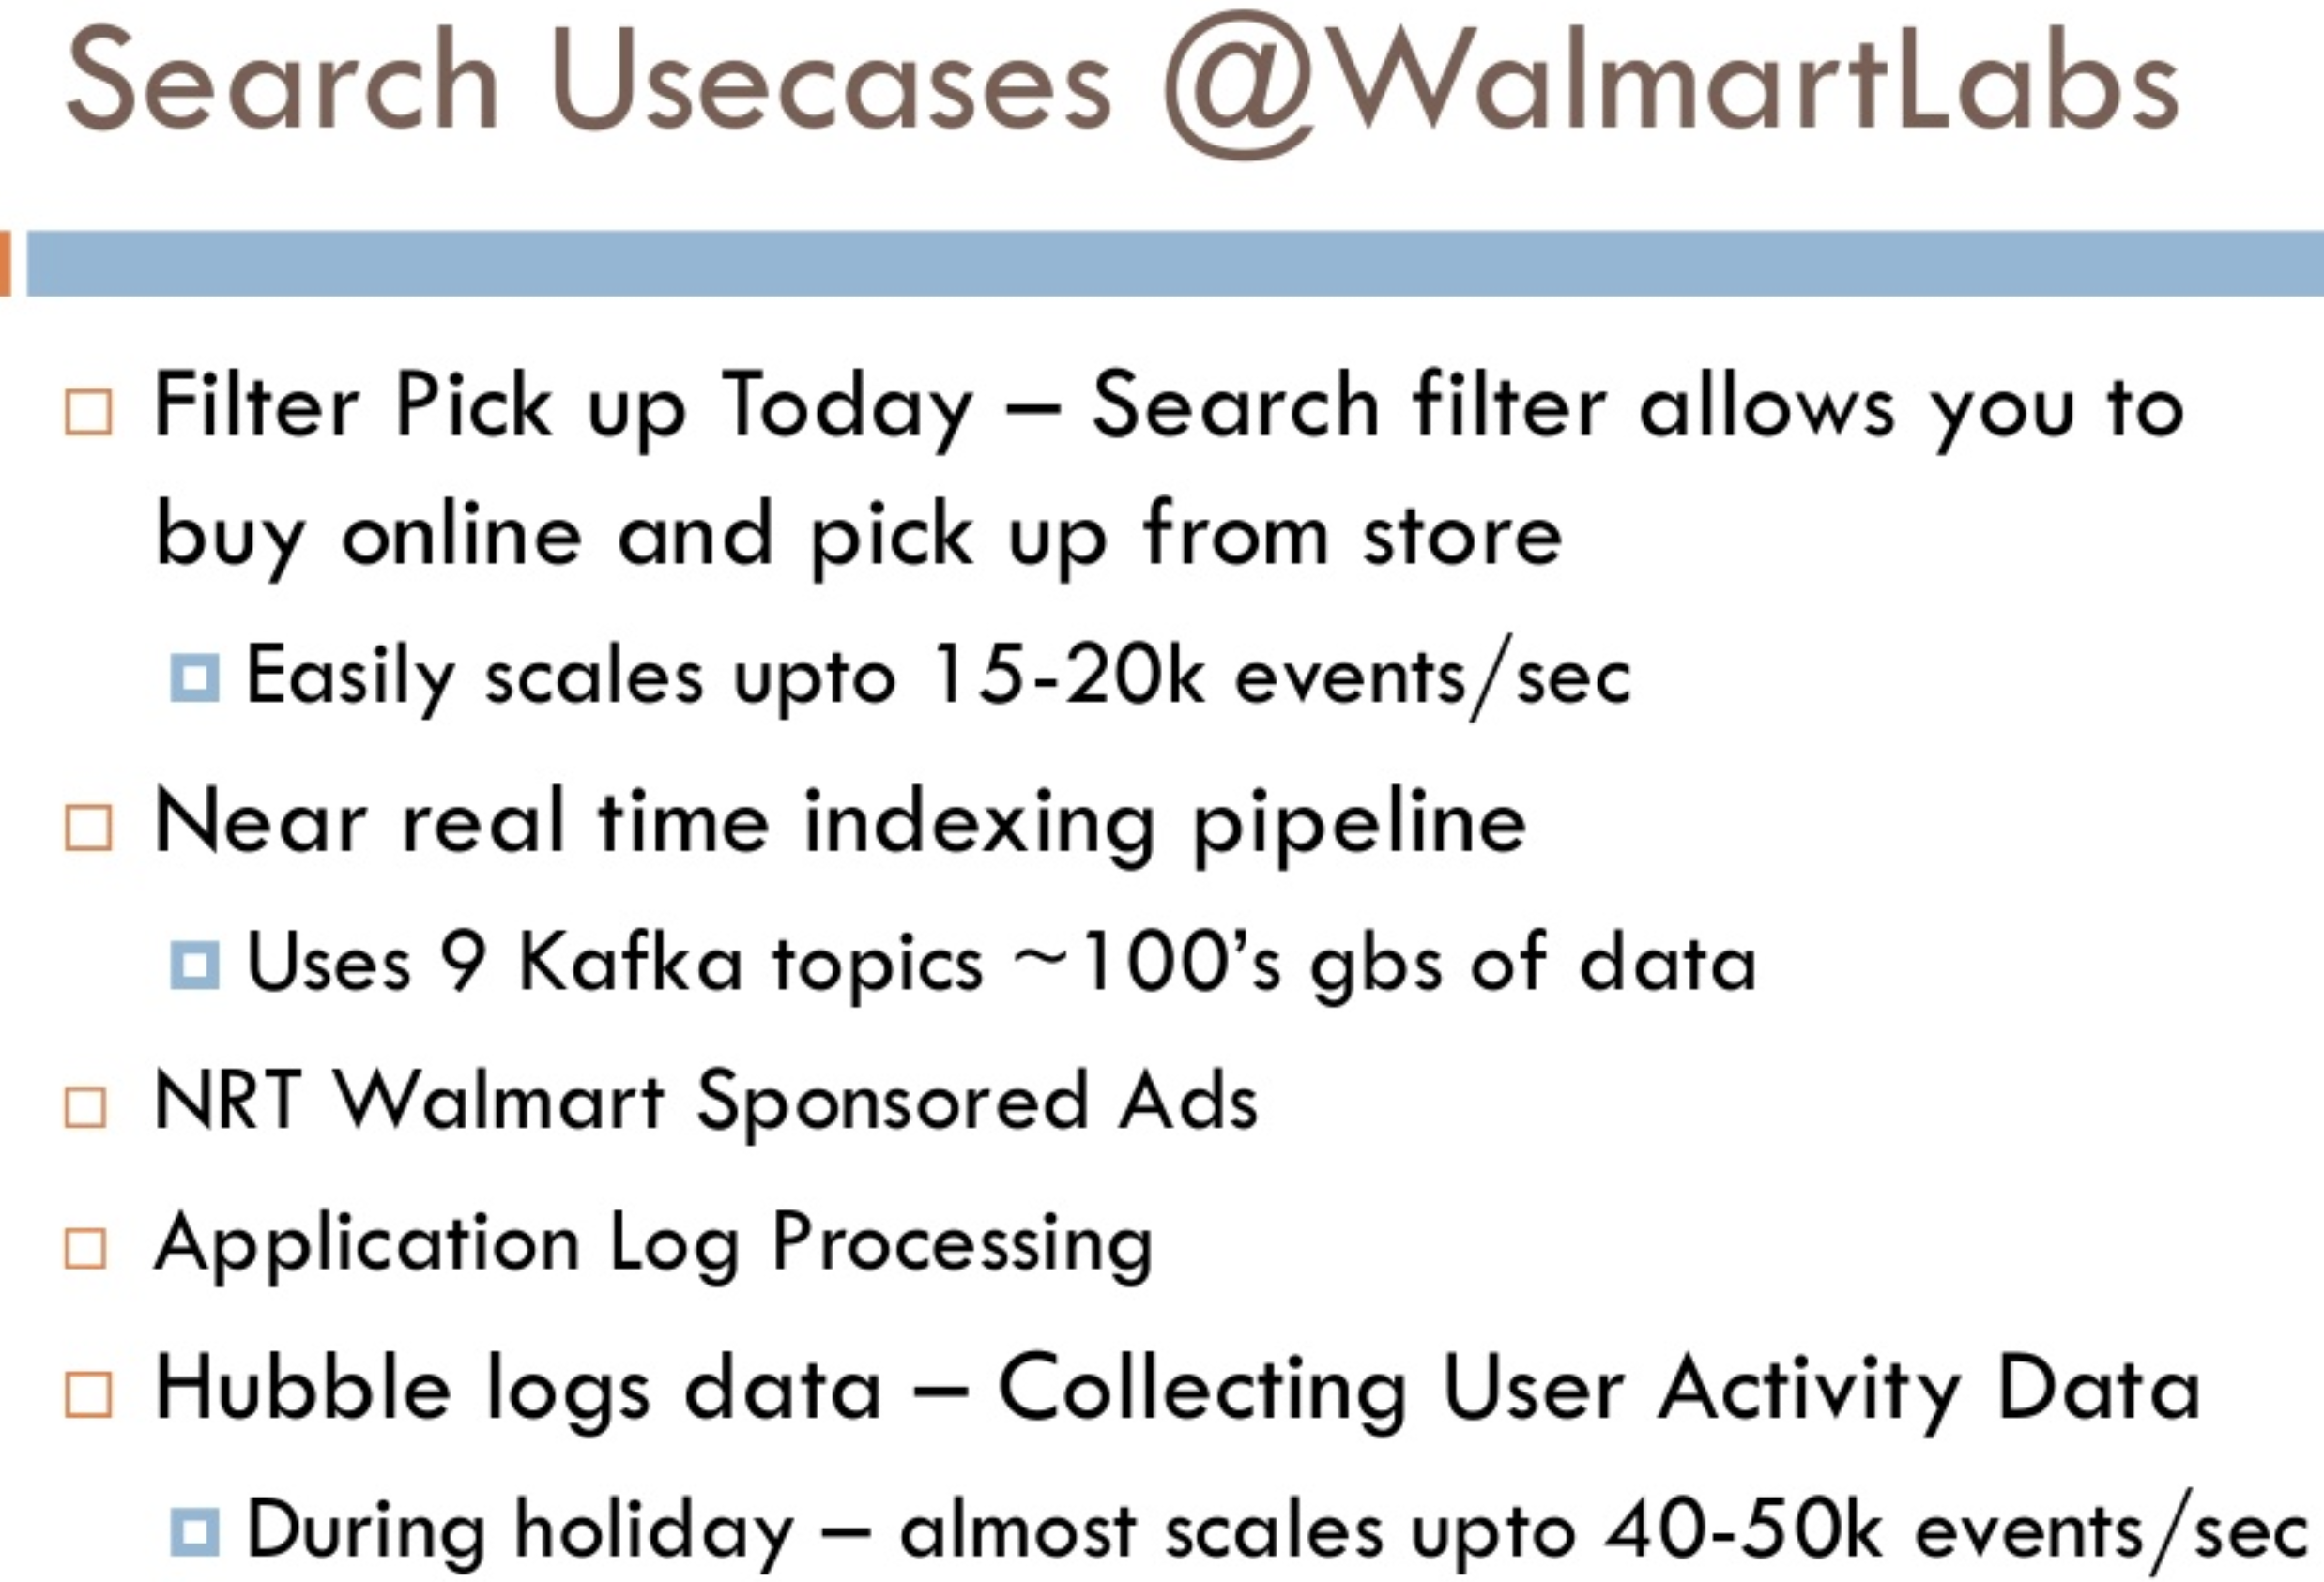 Search Usecases @WalmartLabs
Filter Pick up Today – Search filter allows you to
buy online and pick up from store
Easily scales upto 15-20k events/sec
Near real time indexing pipeline
Uses 9 Kafka topics ~100’s gbs of data
NRT Walmart Sponsored Ads
Application Log Processing
Hubble logs data – Collecting User Activity Data
During holiday – almost scales upto 40-50k events/sec